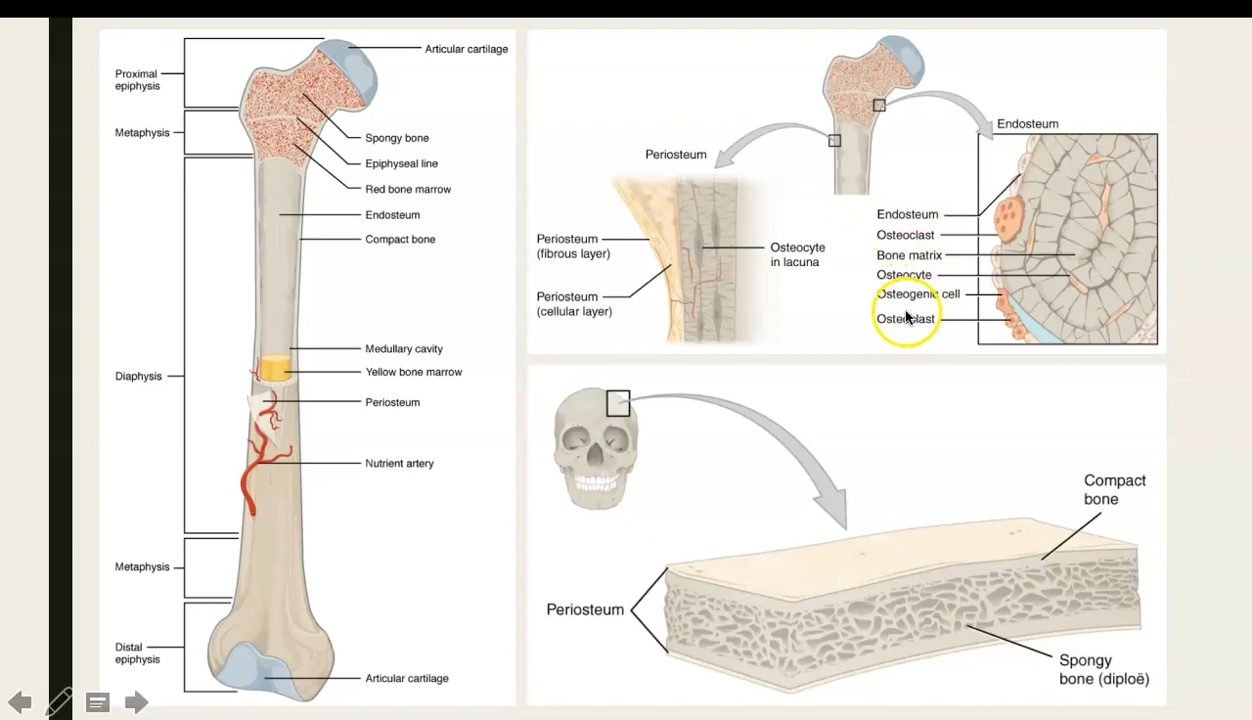 Articular cartilage
Proximal
epiphysis
Metaphysis
Spongy bone
Epiphyseal line
Red bone marrow
Endosteum
Compact bone
Medullary cavity
Diaphysis
Yellow bone marrow
Periosteum
Nutrient artery
Metaphysis
Distal
epiphysis
Articular cartilage
Periosteum
Endosteum
Periosteum
(fibrous layer)
Periosteum
(cellular layer)
Osteocyte
in lacuna
Endosteum
Osteoclast
Bone matrix
Osteocyte
Osteogenic cell
Compact
bone
Periosteum
Spongy
bone (diploë)